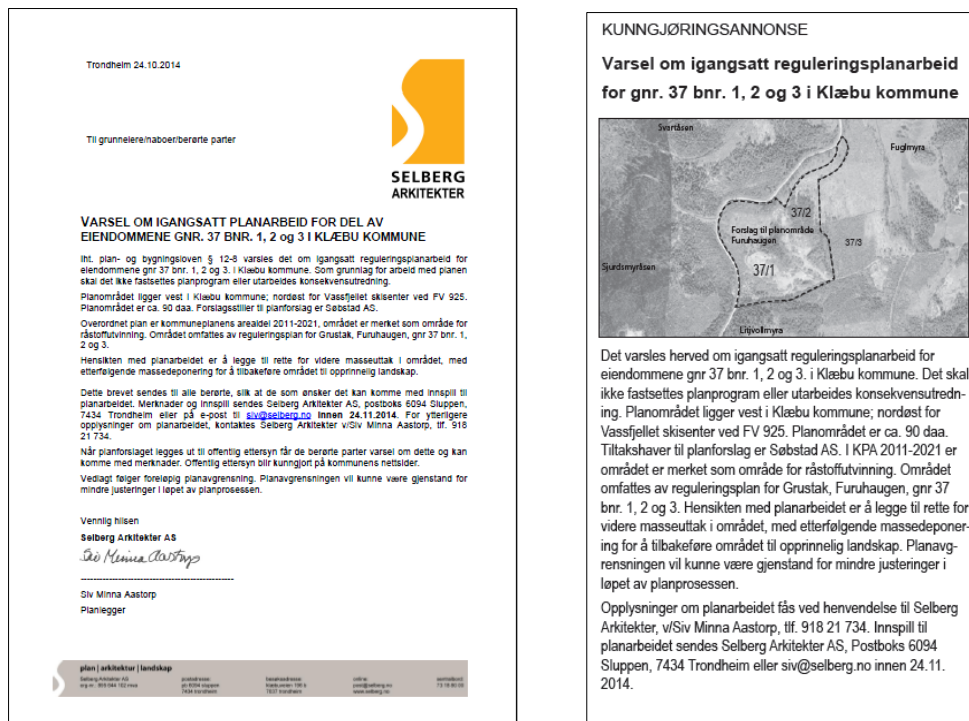 Trondheim 24.10.2014
Til grunneiere/naboer/berørte parter
SELBERG
ARKITEKTER
VARSEL OM IGANGSATT PLANARBEID FOR DEL AV
EIENDOMMENE GNR. 37 BNR. 1, 2 og 3 I KLÆBU KOMMUNE
Iht. plan- og bygningsloven § 12-8 varsles det om igangsatt reguleringsplanarbeid for
eiendommene gnr 37 bnr. 1, 2 og 3. i Klæbu kommune. Som grunnlag for arbeid med planen
skal det ikke fastsettes planprogram eller utarbeides konsekvensutredning.
Planområdet ligger vest i Klæbu kommune; nordøst for Vassfjellet skisenter ved FV 925.
Planområdet er ca. 90 daa. Forslagsstiller til planforslag er Søbstad AS.
Overordnet plan er kommuneplanens arealdel 2011-2021, området er merket som område for
råstoffutvinning. Området omfattes av reguleringsplan for Grustak, Furuhaugen, gnr 37 bnr. 1,
2 og 3.
Hensikten med planarbeidet er å legge til rette for videre masseuttak i området, med
etterfølgende massedeponering for å tilbakeføre området til opprinnelig landskap.
Dette brevet sendes til alle berørte, slik at de som ønsker det kan komme med innspill til
planarbeidet. Merknader og innspill sendes Selberg Arkitekter AS, postboks 6094 Sluppen,
7434 Trondheim eller på e-post til siv@selberg.no innen 24.11.2014. For ytterligere
opplysninger om planarbeidet, kontaktes Selberg Arkitekter v/Siv Minna Aastorp, tlf. 918
21 734.
Når planforslaget legges ut til offentlig ettersyn får de berørte parter varsel om dette og kan
komme med merknader. Offentlig ettersyn blir kunngjort på kommunens nettsider.
Vedlagt følger foreløpig planavgrensning. Planavgrensningen vil kunne være gjenstand for
mindre justeringer i løpet av planprosessen.
Vennlig hilsen
Selberg Arkitekter AS
Siv Minna Aastorp
Siv Minna Aastorp
Planlegger
plan | arkitektur | landskap
Selberg Arkitekter AS
postadresse:
besøksadresse:
online:
sentralbord:
pb 6094 sluppen
7434 trondheim
7037 trondheim
www.selberg.no
KUNNGJØRINGSANNONSE
Varsel om igangsatt reguleringsplanarbeid
for gnr. 37 bnr. 1, 2 og 3 i Klæbu kommune
Svartåsen
Fuglmyra
37/2
Forslag til planområde
Furuhaugen
37/3
Sjurdsmyråsen
37/1
Litjvollmyra
Det varsles herved om igangsatt reguleringsplanarbeid for
eiendommene gnr 37 bnr. 1, 2 og 3. i Klæbu kommune. Det skal
ikke fastsettes planprogram eller utarbeides konsekvensutredn-
ing. Planområdet ligger vest i Klæbu kommune; nordøst for
Vassfjellet skisenter ved FV 925. Planområdet er ca. 90 daa.
Tiltakshaver til planforslag er Søbstad AS. I KPA 2011-2021 er
området er merket som område for råstoffutvinning. Området
omfattes av reguleringsplan for Grustak, Furuhaugen, gnr 37
bnr. 1, 2 og 3. Hensikten med planarbeidet er å legge til rette for
videre masseuttak i området, med etterfølgende massedeponer-
ing for å tilbakeføre området til opprinnelig landskap. Planavg-
rensningen vil kunne være gjenstand for mindre justeringer i
løpet av planprosessen.
Opplysninger om planarbeidet fås ved henvendelse til Selberg
Arkitekter, v/Siv Minna Aastorp, tlf. 918 21 734. Innspill til
planarbeidet sendes Selberg Arkitekter AS, Postboks 6094
Sluppen, 7434 Trondheim eller siv@selberg.no innen 24.11.
2014.